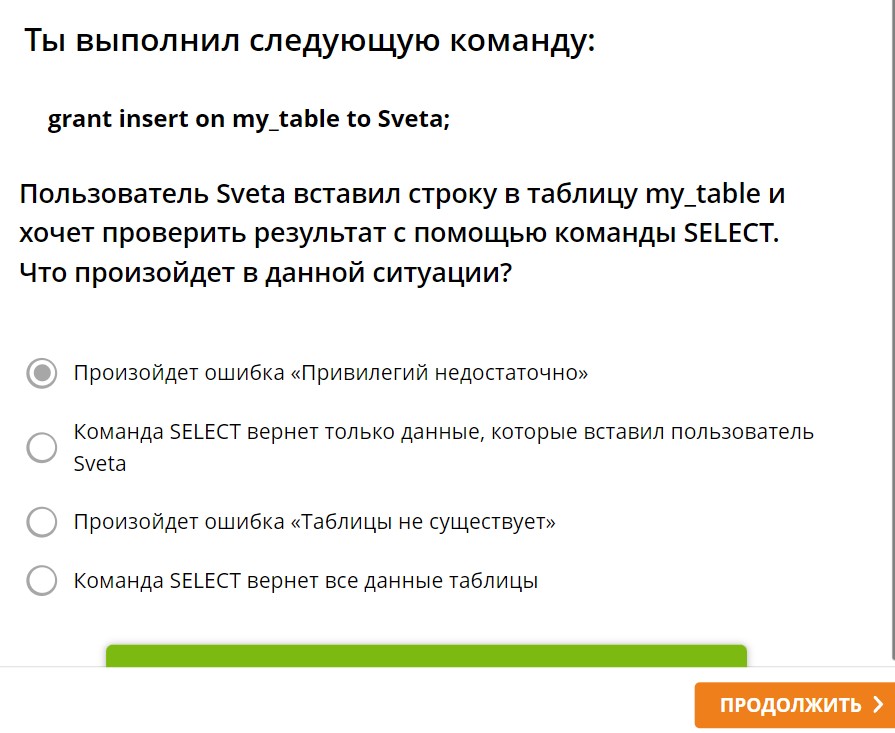 Ты выполнил следующую команду:
grant insert on my_table to Sveta;
Пользователь Sveta вставил строку в таблицу my_table и
хочет проверить результат с помощью команды SELECT.
Что произойдет в данной ситуации?
Произойдет ошибка «Привилегий недостаточно»
Команда SELECT вернет только данные, которые вставил пользователь
Sveta
Произойдет ошибка «Таблицы не существует»
Команда SELECT вернет все данные таблицы
ПРОДОЛЖИТЬ